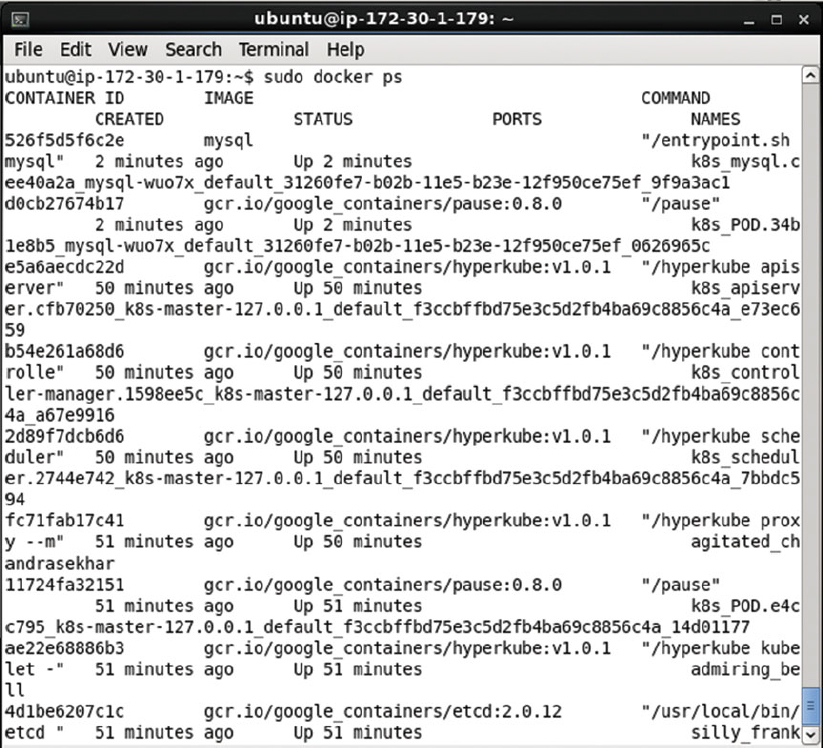 ubuntu@ip-172-30-1-179: ~
File Edit View Search Terminal Help
ubuntu@ip-172-30-1-179:~$ sudo docker ps
CONTAINER ID        IMAGE                                       COMMAND
         CREATED             STATUS              PORTS               NAMES
526f5d5f6c2e        mysql                                       "/entrypoint.sh
mysql"   2 minutes ago       Up 2 minutes                            k8s_mysql.c
ee40a2a_mysql-wuo7x_default_31260fe7-b02b-11e5-b23e-12f950ce75ef_9f9a3ac1
d0cb27674b17        gcr.io/google_containers/pause:0.8.0        "/pause"
         2 minutes ago       Up 2 minutes                            k8s_POD.34b
1e8b5_mysql-wuo7x_default_31260fe7-b02b-11e5-b23e-12f950ce75ef_0626965c
e5a6aecdc22d        gcr.io/google_containers/hyperkube:v1.0.1   "/hyperkube apis
erver"   50 minutes ago      Up 50 minutes                           k8s_apiserv
er.cfb70250_k8s-master-127.0.0.1_default_f3ccbffbd75e3c5d2fb4ba69c8856c4a_e73ec6
59
b54e261a68d6        gcr.io/google_containers/hyperkube:v1.0.1   "/hyperkube cont
rolle"   50 minutes ago      Up 50 minutes                           k8s_control
ler-manager.1598ee5c_k8s-master-127.0.0.1_default_f3ccbffbd75e3c5d2fb4ba69c8856c
4a_a67e9916
2d89f7dcb6d6        gcr.io/google_containers/hyperkube:v1.0.1   "/hyperkube sche
duler"   50 minutes ago      Up 50 minutes                           k8s_schedul
er.2744e742_k8s-master-127.0.0.1_default_f3ccbffbd75e3c5d2fb4ba69c8856c4a_7bbdc5
94
fc71fab17c41        gcr.io/google_containers/hyperkube:v1.0.1   "/hyperkube prox
y --m"   51 minutes ago      Up 50 minutes                           agitated_ch
andrasekhar
11724fa32151        gcr.io/google_containers/pause:0.8.0        "/pause"
         51 minutes ago      Up 51 minutes                           k8s_POD.e4c
c795_k8s-master-127.0.0.1_default_f3ccbffbd75e3c5d2fb4ba69c8856c4a_14d01177
ae22e68886b3        gcr.io/google_containers/hyperkube:v1.0.1   "/hyperkube kube
let -"   51 minutes ago      Up 51 minutes                           admiring_be
ll
4d1be6207c1c        gcr.io/google_containers/etcd:2.0.12        "/usr/local/bin/
etcd "   51 minutes ago      Up 51 minutes                           silly_frank